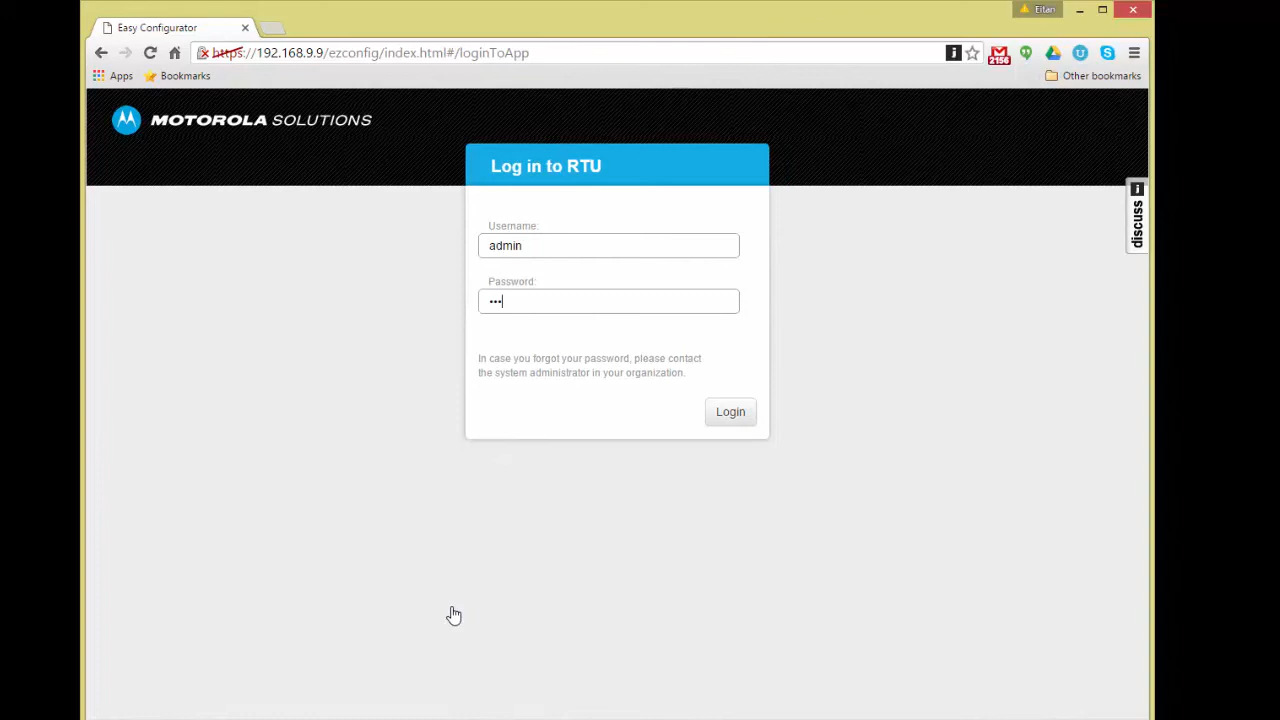 Eitan
Easy Configurator
https://192.168.9.9/ezconfig/index.html#/loginToApp
2156
Apps Bookmarks Other bookmarks
MOTOROLA SOLUTIONS
Log in to RTU
discuss
Username:
admin
Password:
•••
In case you forgot your password, please contact
the system administrator in your organization.
Login